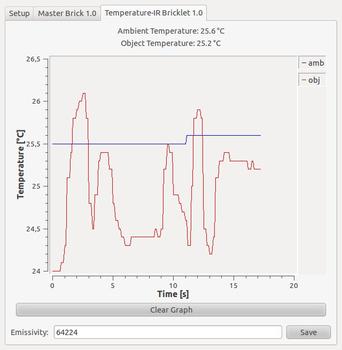 Setup Master Brick 1.0 Temperature-IR Bricklet 1.0
Ambient Temperature: 25.6 °C
Object Temperature: 25.2 °C
26,5
26
25,5
25
24,5
24
Temperature [°C]
amb
obj
0 5 10 15 20
Time [s]
Clear Graph
Emissivity: 64224 Save